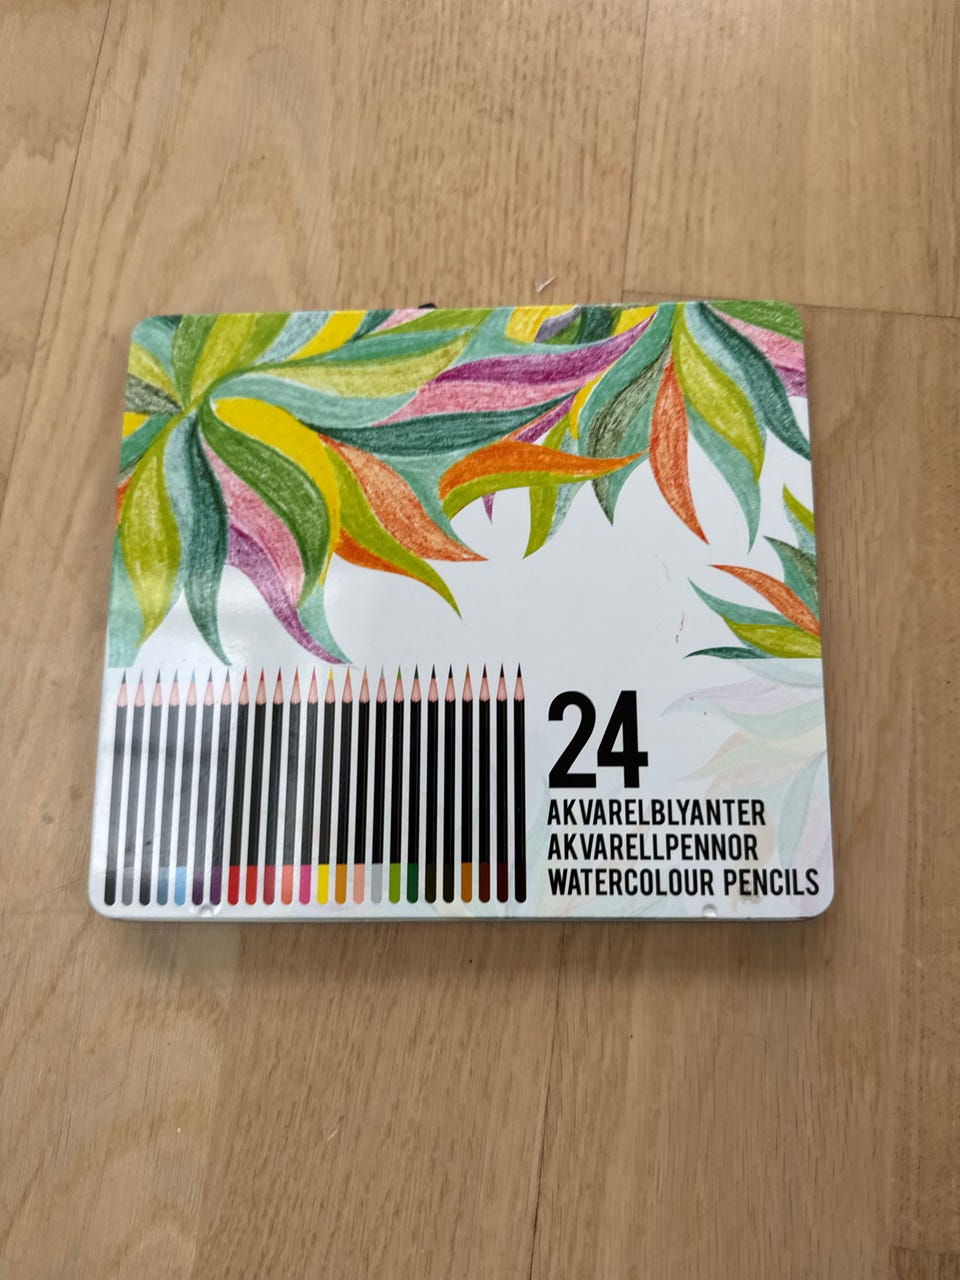 24
AKVARELBLYANTER
AKVARELLPENNOR
WATERCOLOUR PENCILS